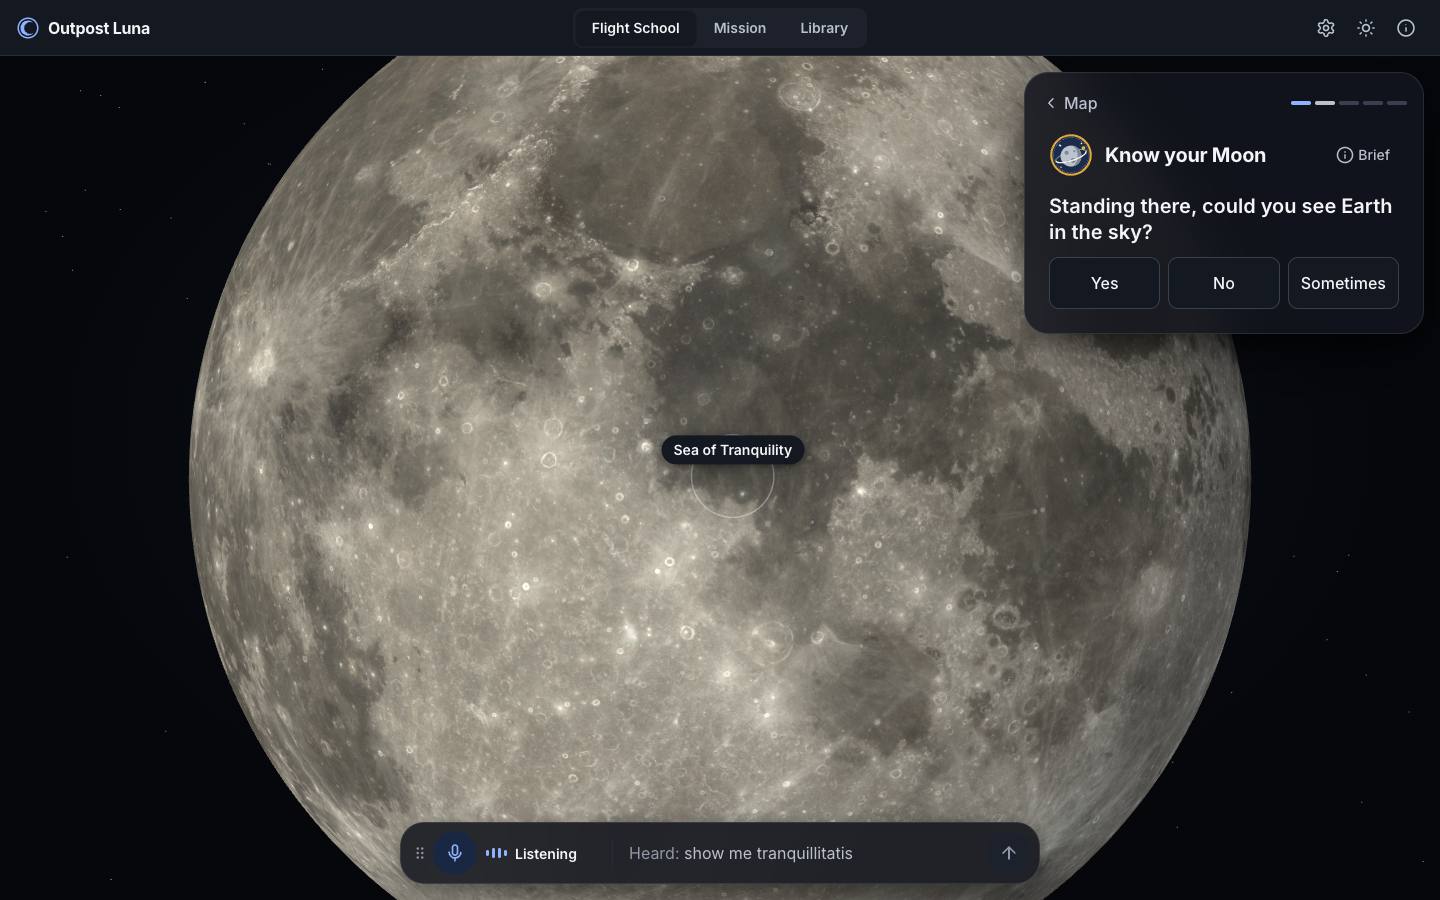 Outpost Luna
Flight School
Mission
Library
Map
Know your Moon
Brief
Standing there, could you see Earth
in the sky?
Yes
No
Sometimes
Sea of Tranquility
Listening
Heard: show me tranquillitatis